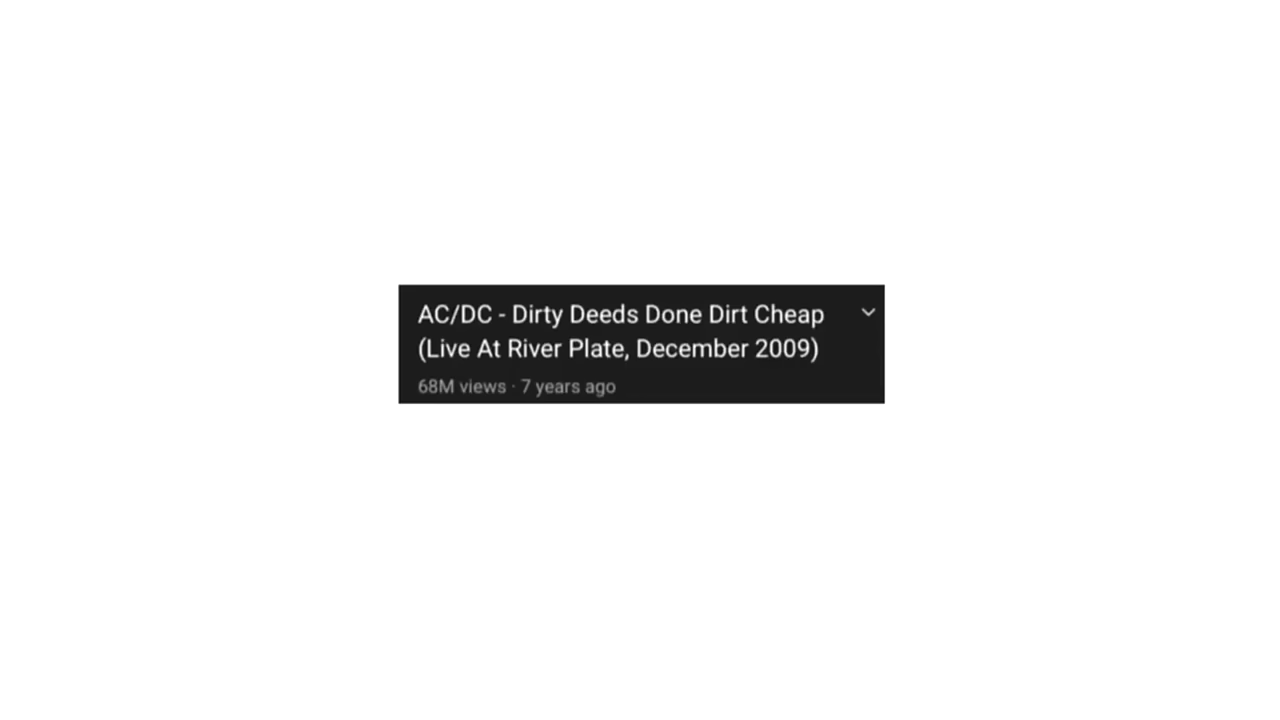 AC/DC - Dirty Deeds Done Dirt Cheap
(Live At River Plate, December 2009)
68M views · 7 years ago